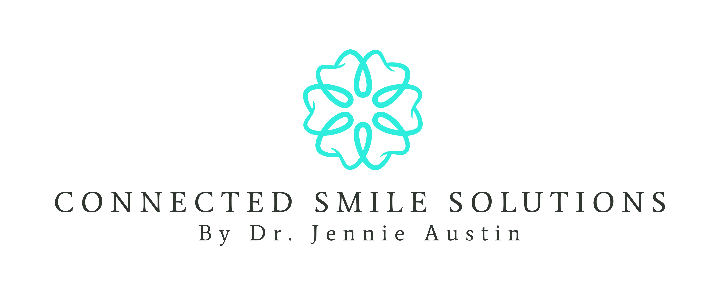 CONNECTED SMILE SOLUTIONS
By Dr. Jennie Austin